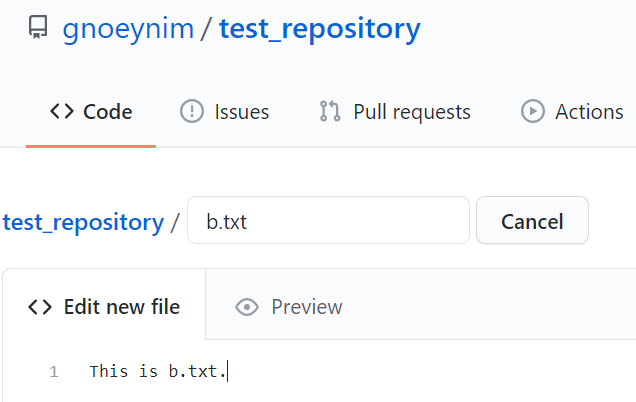 gnoeynim / test_repository
Code Issues Pull requests Actions
test_repository / b.txt Cancel
Edit new file Preview
1 This is b.txt.